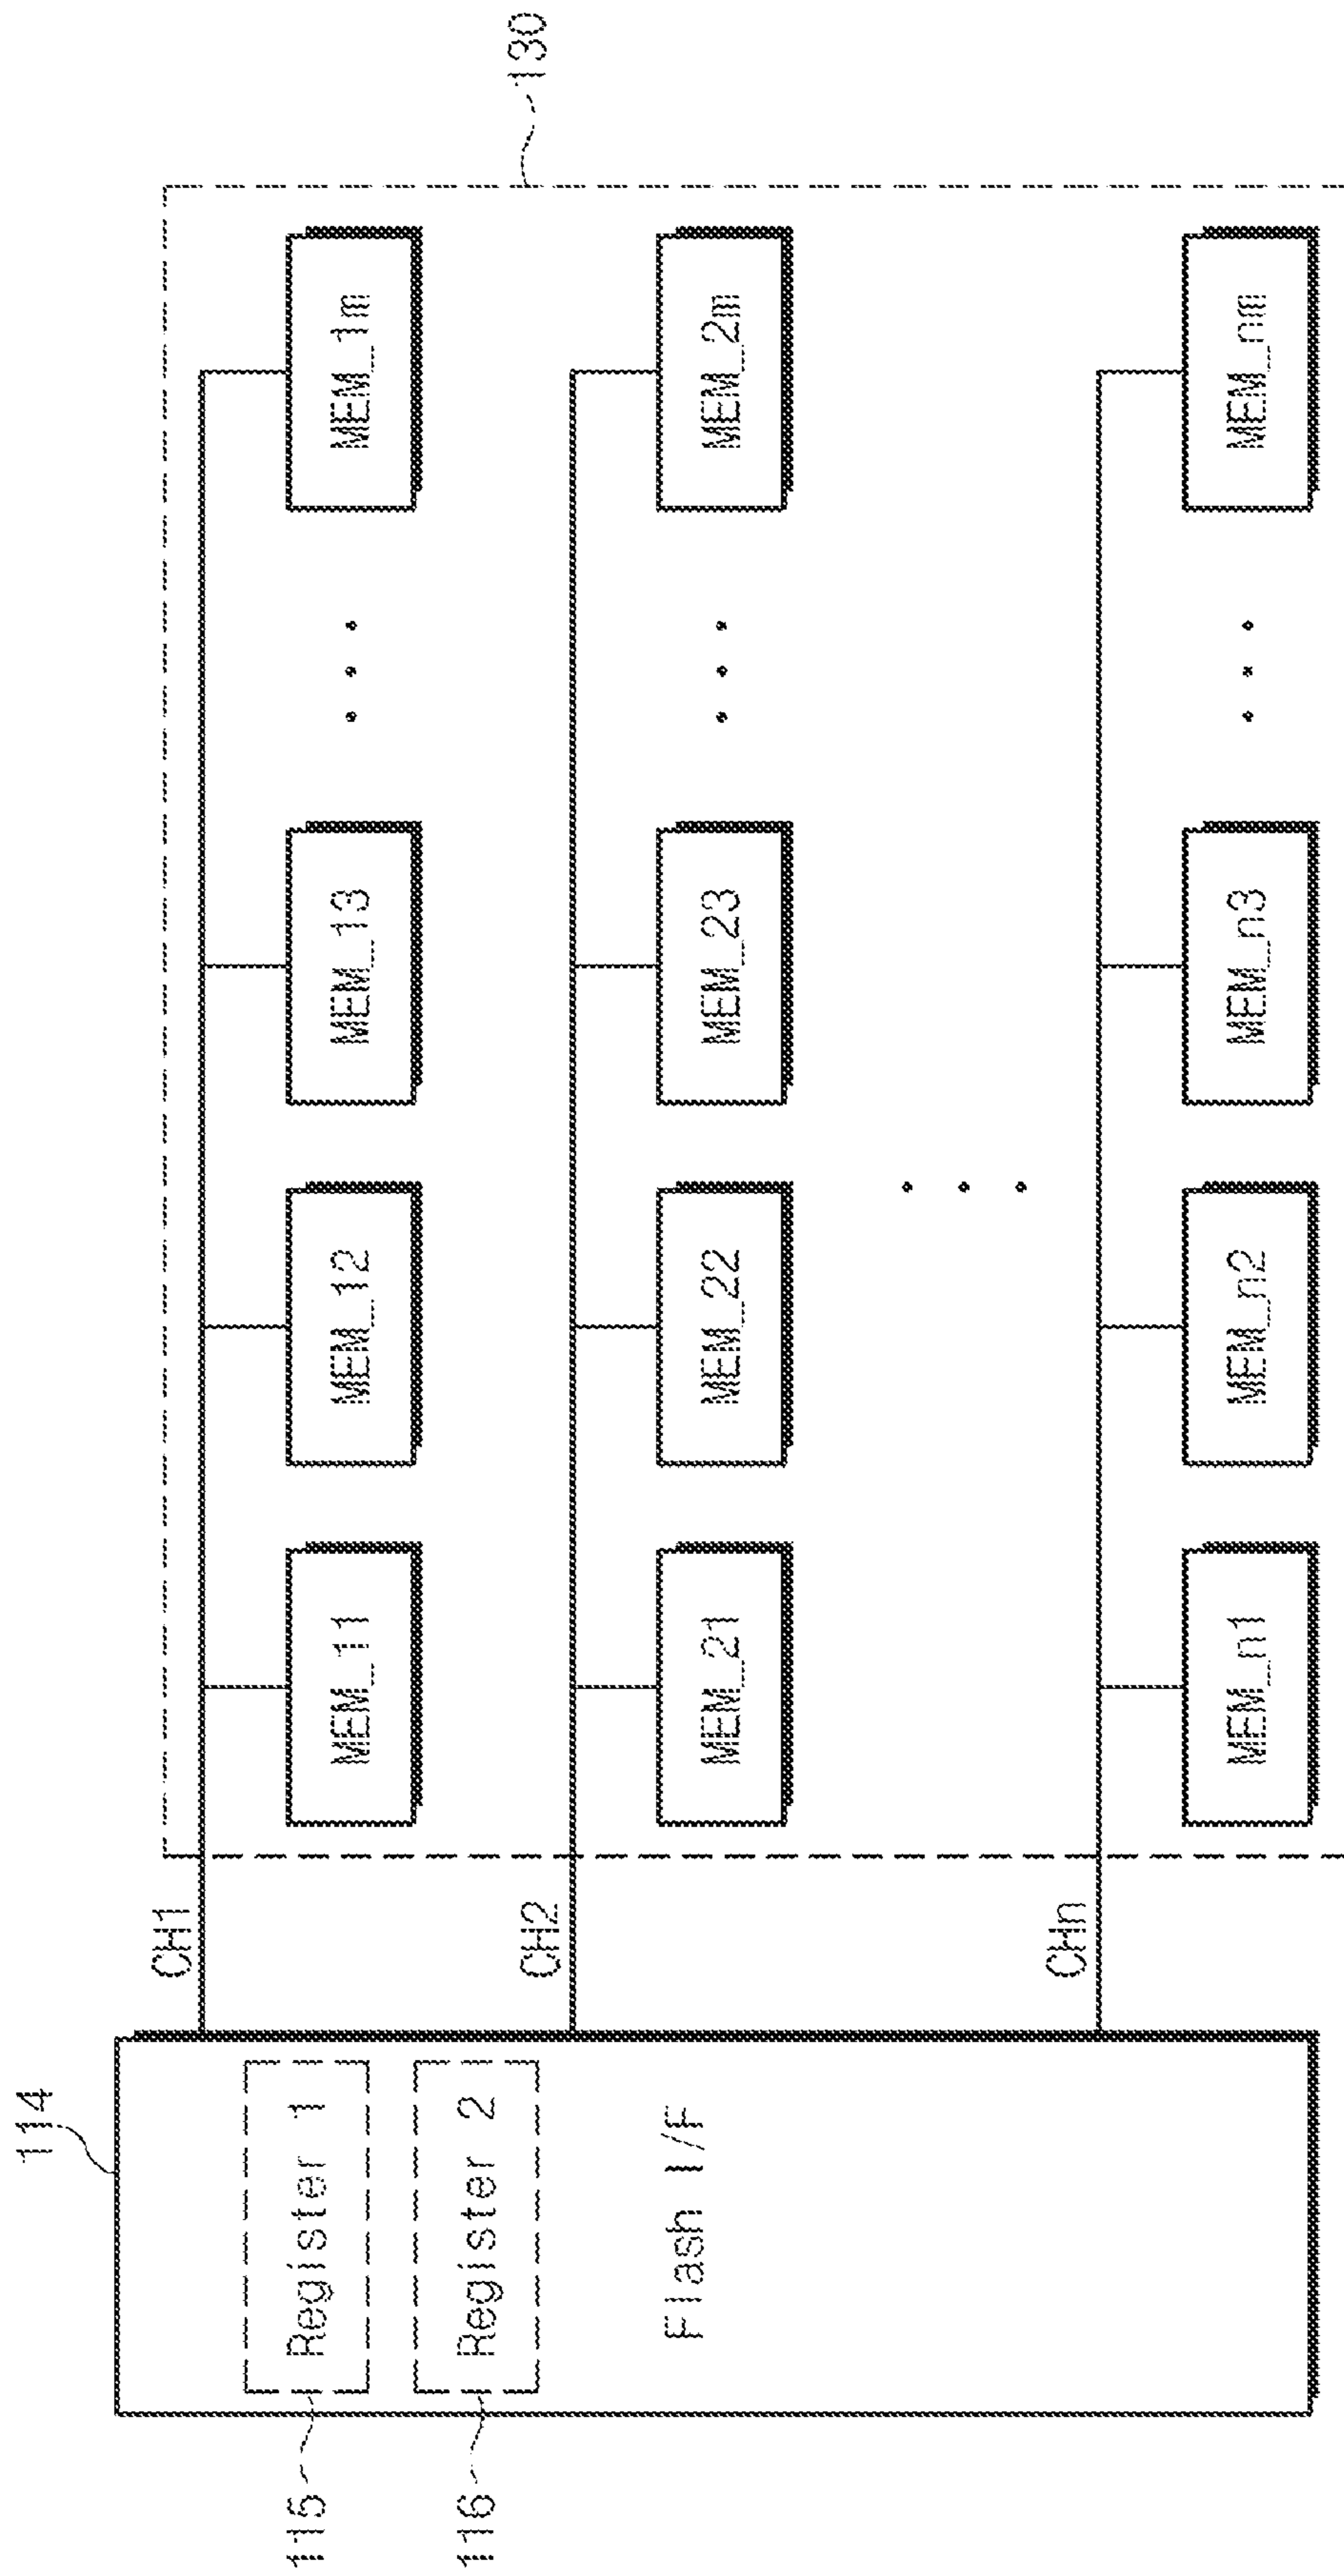 114
130
CH1
115
Register 1
MEM_11
MEM_12
MEM_13
MEM_1m
116
Register 2
CH2
Flash I/F
MEM_21
MEM_22
MEM_23
MEM_2m
CHn
MEM_n1
MEM_n2
MEM_n3
MEM_nm